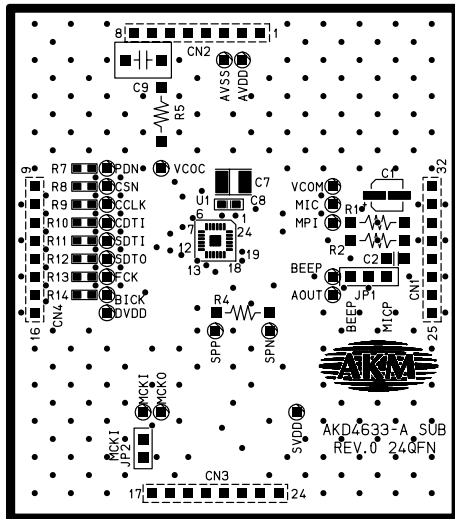 8
1
CN2
C9
AVSS
AVDD
R5
9
32
R7
PDN
VCOC
C7
VCOM
C1
R8
CSN
U1
C8
MIC
+
R9
CCLK
6
1
R1
MPI
R10
CDTI
7
24
R2
R11
SDTI
12
19
C2
R12
SDTO
13
18
BEEP
R13
FCK
AOUT
JP1
CN1
R14
BICK
R4
BEEP
MICP
16
CN4
DVDD
25
SPP
SPN
AKM
MCKI
MCKO
SVDD
AKD4633-A SUB
REV.0 24QFN
MCKI
JP2
CN3
17
24